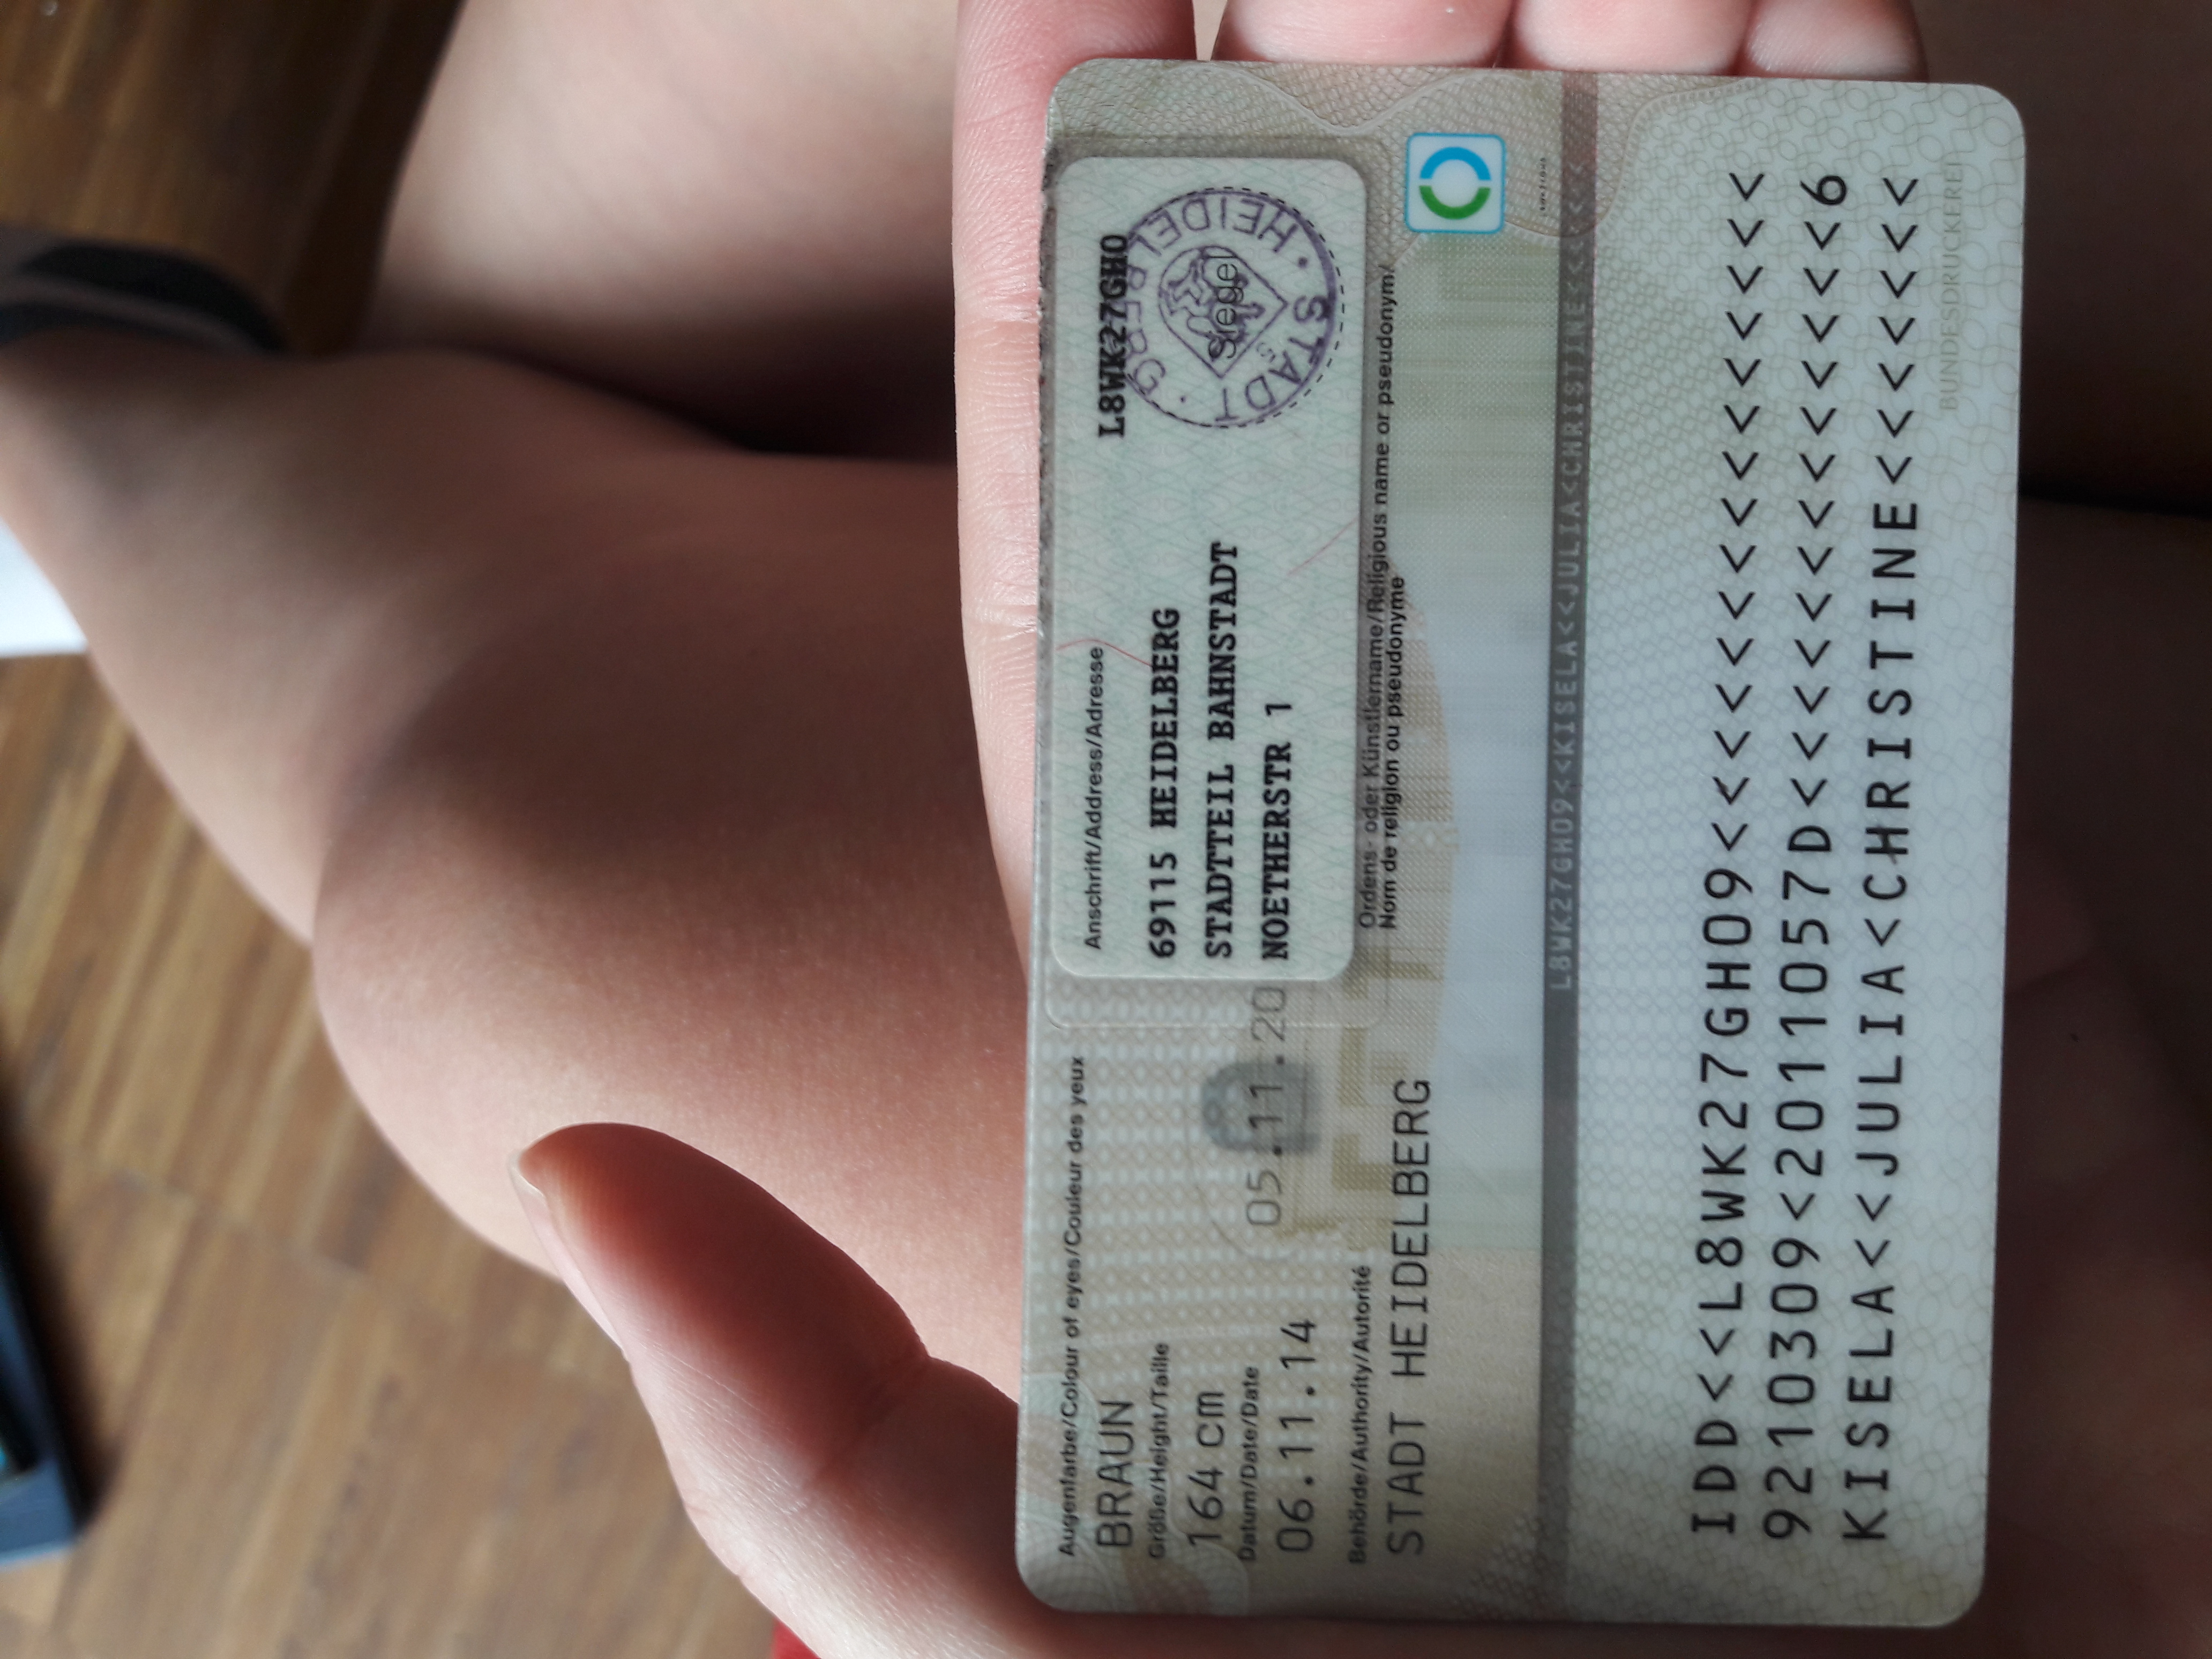 Augenfarbe/Colour of eyes/Couleur des yeux
BRAUN
Größe/Height/Taille
164 cm
Datum/Date/Date
06.11.14
05.11.20
Behörde/Authority/Autorité
STADT HEIDELBERG
Anschrift/Address/Adresse
L8WK27GH0
69115 HEIDELBERG
STADTTEIL BAHNSTADT
NOETHERSTR 1
STADT · HEIDELBERG ·
Siegel
Ordens- oder Künstlername/Religious name or pseudonym/
Nom de religion ou pseudonyme
L8WK27GH09<<KISELA<<JULIA<CHRISTINE<<<<<
IDD<<L8WK27GH09<<<<<<<<<<<<<<<
9210309<2011057D<<<<<<<<<<<<<6
KISELA<<JULIA<CHRISTINE<<<<<<<
BUNDESDRUCKEREI